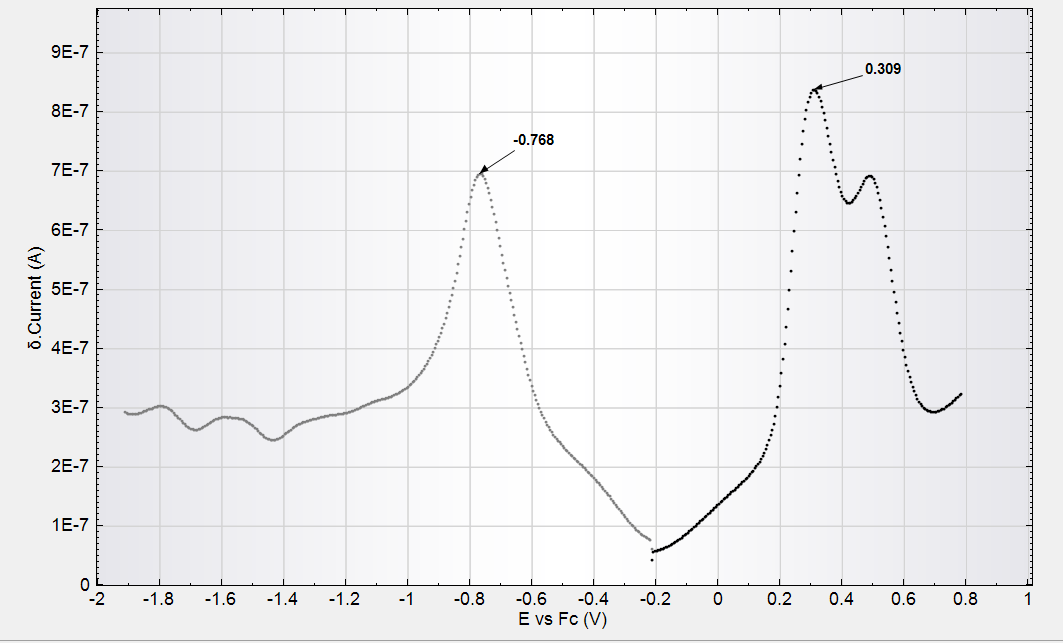 9E-7
8E-7
7E-7
6E-7
5E-7
4E-7
3E-7
2E-7
1E-7
0
δ.Current (A)
-0.768
0.309
-2 -1.8 -1.6 -1.4 -1.2 -1 -0.8 -0.6 -0.4 -0.2 0 0.2 0.4 0.6 0.8 1
E vs Fc (V)